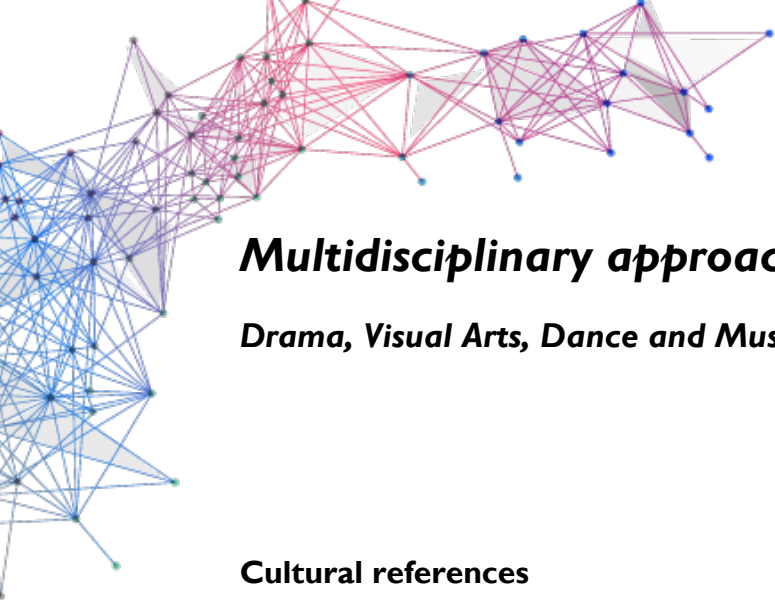 Multidisciplinary approac
Drama, Visual Arts, Dance and Mus
Cultural references